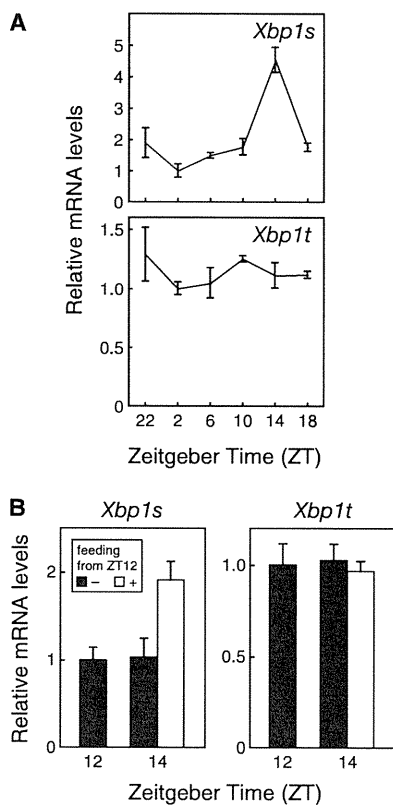 A
Xbp1s
Relative mRNA levels
5
4
3
2
1
0
Xbp1t
1.5
1.0
0.5
0
22 2 6 10 14 18
Zeitgeber Time (ZT)
B
Xbp1s
Xbp1t
Relative mRNA levels
2
1
0
feeding
from ZT12
– +
12 14
1.0
0.5
0
12 14
Zeitgeber Time (ZT)